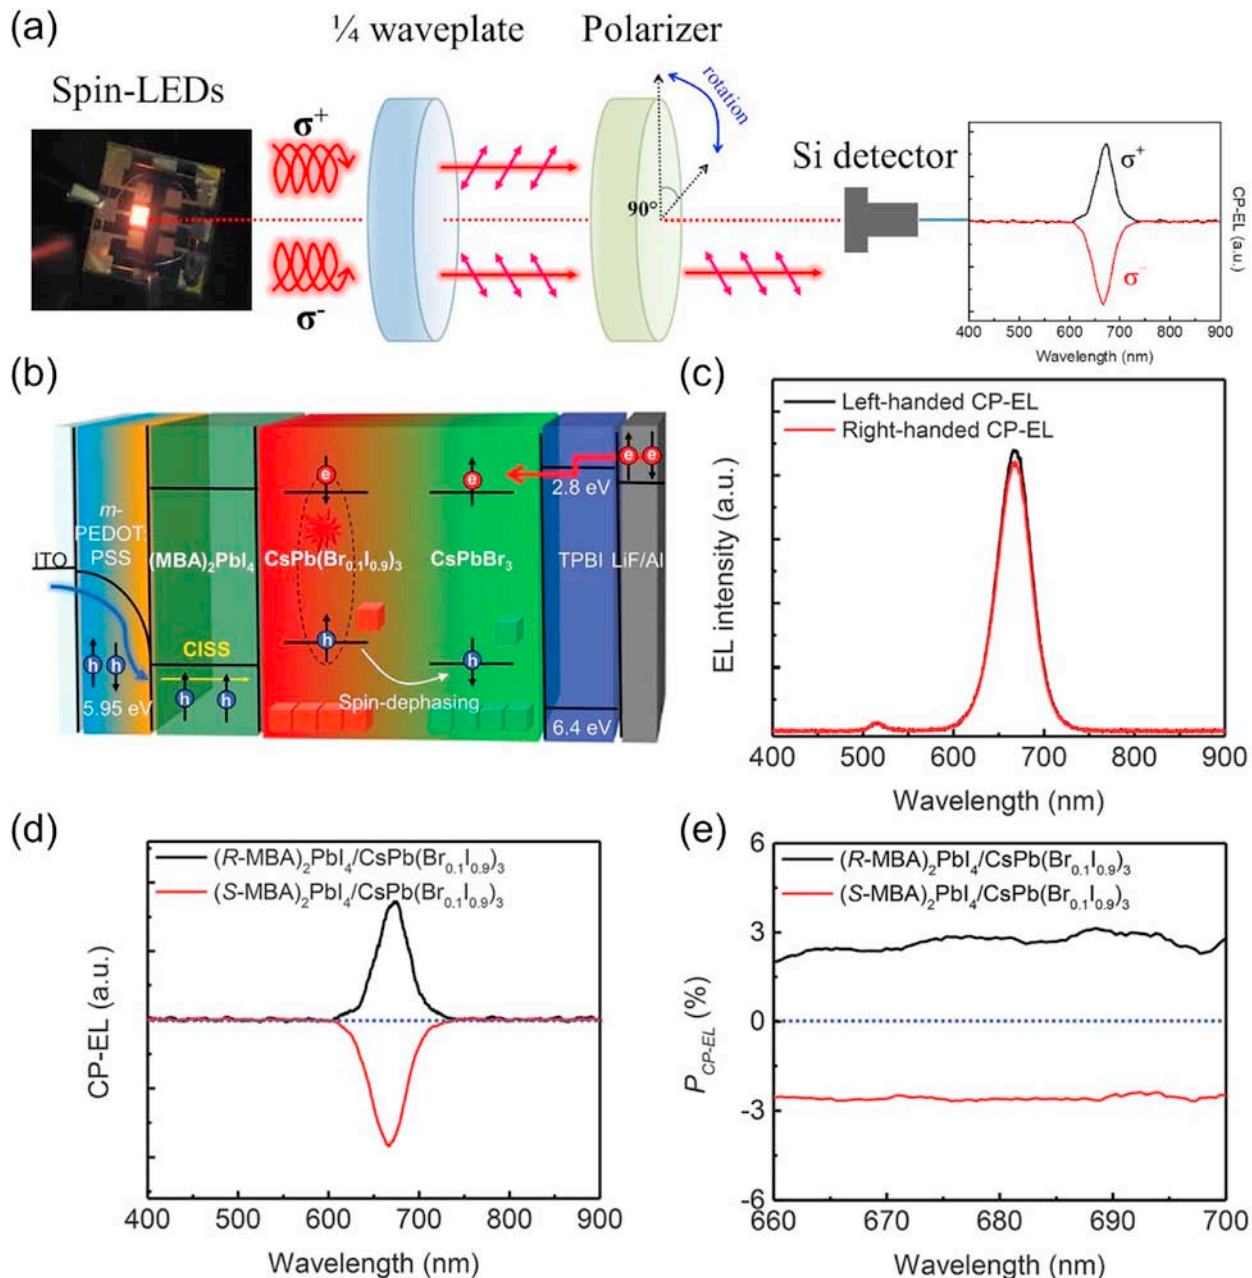 (a)
¼ waveplate
Polarizer
Spin-LEDs
rotation
σ⁺
Si detector
σ⁺
90°
CP-EL (a.u.)
σ⁻
σ⁻
400 500 600 700 800 900
Wavelength (nm)
(b)
m-
PEDOT:
PSS
ITO
(MBA)₂PbI₄
CsPb(Br₀.₁I₀.₉)₃
CsPbBr₃
TPBI
LiF/Al
e
e
e e
2.8 eV
CISS
h h
h h
h
h
Spin-dephasing
5.95 eV
6.4 eV
(c)
Left-handed CP-EL
Right-handed CP-EL
EL intensity (a.u.)
400 500 600 700 800 900
Wavelength (nm)
(d)
(R-MBA)₂PbI₄/CsPb(Br₀.₁I₀.₉)₃
(S-MBA)₂PbI₄/CsPb(Br₀.₁I₀.₉)₃
CP-EL (a.u.)
400 500 600 700 800 900
Wavelength (nm)
(e)
(R-MBA)₂PbI₄/CsPb(Br₀.₁I₀.₉)₃
(S-MBA)₂PbI₄/CsPb(Br₀.₁I₀.₉)₃
P_CP-EL (%)
6
3
0
-3
-6
660 670 680 690 700
Wavelength (nm)